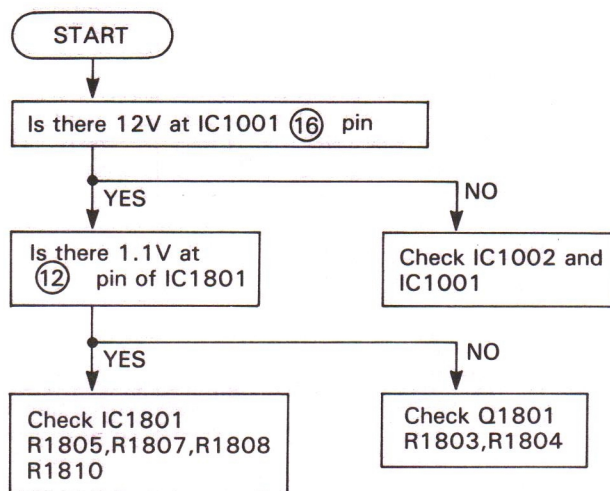 START
Is there 12V at IC1001 ⑯ pin
YES
NO
Is there 1.1V at
⑫ pin of IC1801
Check IC1002 and
IC1001
YES
NO
Check IC1801
R1805,R1807,R1808
R1810
Check Q1801
R1803,R1804